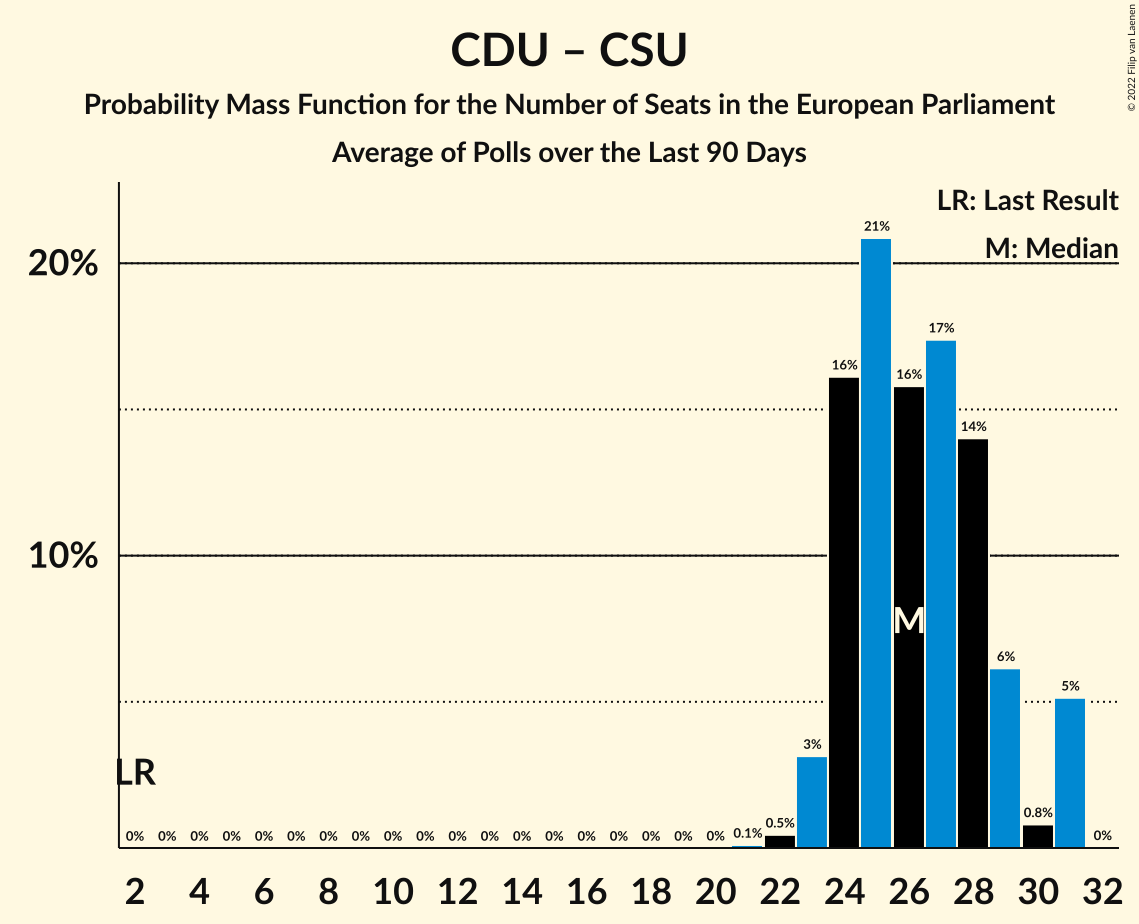 CDU – CSU
Probability Mass Function for the Number of Seats in the European Parliament
Average of Polls over the Last 90 Days
© 2022 Filip van Laenen
LR: Last Result
M: Median
20%
10%
21%
17%
16%
16%
14%
6%
5%
3%
0.8%
0.5%
0.1%
M
LR
0% 0% 0% 0% 0% 0% 0% 0% 0% 0% 0% 0% 0% 0% 0% 0% 0% 0% 0% 0%
2 4 6 8 10 12 14 16 18 20 22 24 26 28 30 32